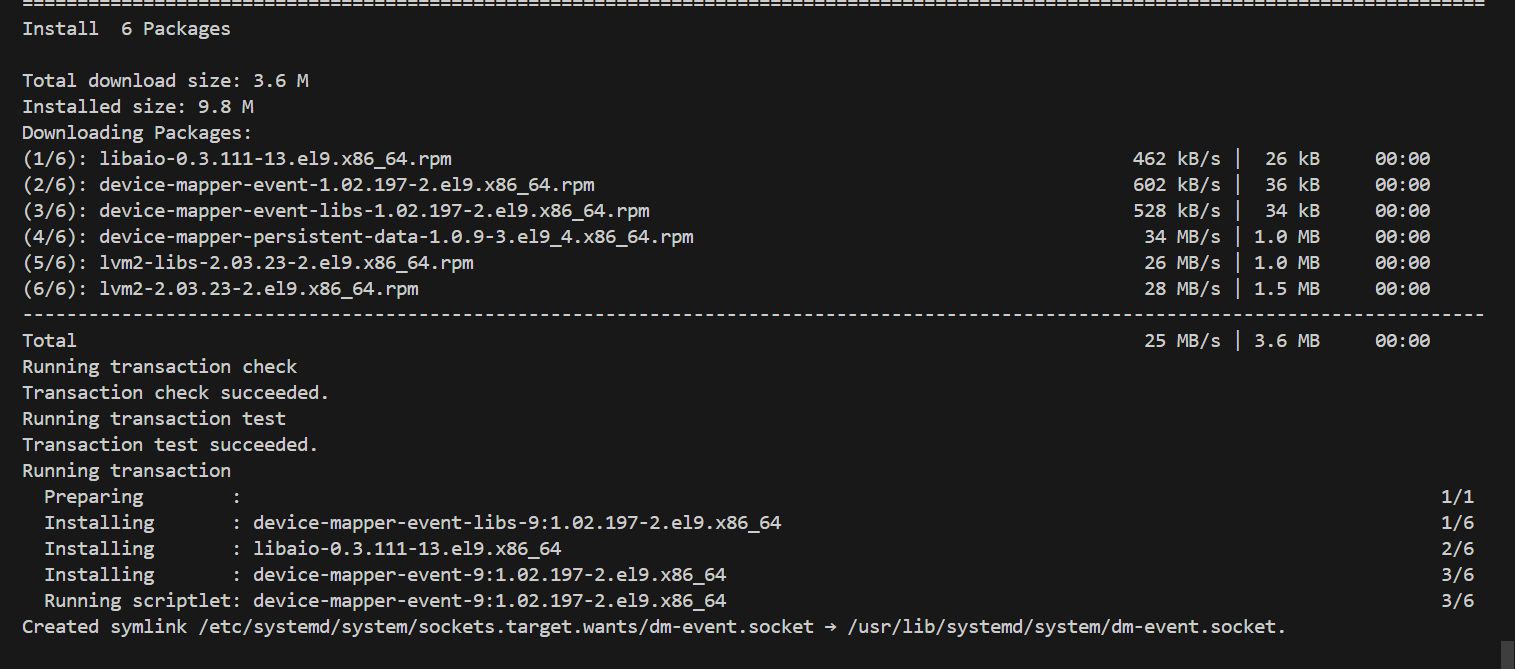 ================================================================================
Install  6 Packages

Total download size: 3.6 M
Installed size: 9.8 M
Downloading Packages:
(1/6): libaio-0.3.111-13.el9.x86_64.rpm                                                              462 kB/s |  26 kB     00:00
(2/6): device-mapper-event-1.02.197-2.el9.x86_64.rpm                                                 602 kB/s |  36 kB     00:00
(3/6): device-mapper-event-libs-1.02.197-2.el9.x86_64.rpm                                            528 kB/s |  34 kB     00:00
(4/6): device-mapper-persistent-data-1.0.9-3.el9_4.x86_64.rpm                                         34 MB/s | 1.0 MB     00:00
(5/6): lvm2-libs-2.03.23-2.el9.x86_64.rpm                                                             26 MB/s | 1.0 MB     00:00
(6/6): lvm2-2.03.23-2.el9.x86_64.rpm                                                                  28 MB/s | 1.5 MB     00:00
--------------------------------------------------------------------------------
Total                                                                                                 25 MB/s | 3.6 MB     00:00
Running transaction check
Transaction check succeeded.
Running transaction test
Transaction test succeeded.
Running transaction
  Preparing        :                                                                                                             1/1
  Installing       : device-mapper-event-libs-9:1.02.197-2.el9.x86_64                                                            1/6
  Installing       : libaio-0.3.111-13.el9.x86_64                                                                                2/6
  Installing       : device-mapper-event-9:1.02.197-2.el9.x86_64                                                                 3/6
  Running scriptlet: device-mapper-event-9:1.02.197-2.el9.x86_64                                                                 3/6
Created symlink /etc/systemd/system/sockets.target.wants/dm-event.socket → /usr/lib/systemd/system/dm-event.socket.